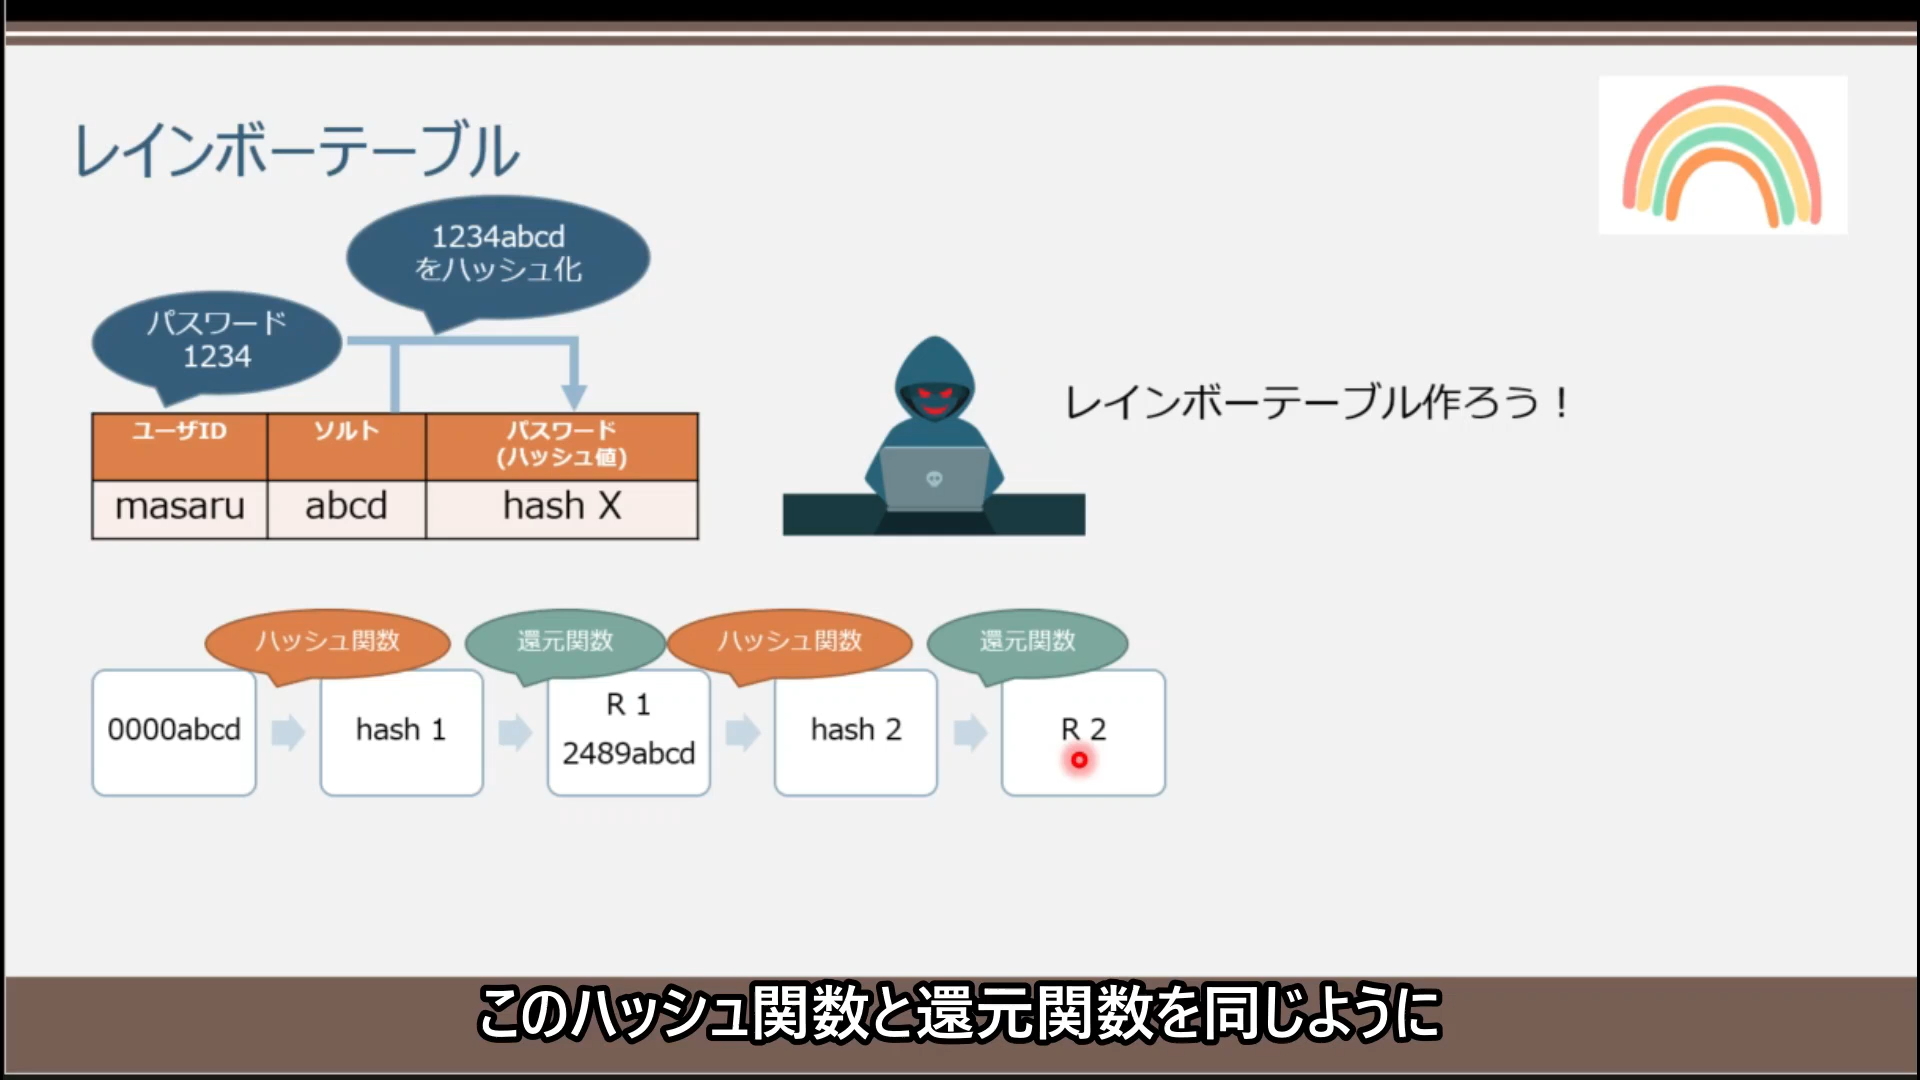 レインボーテーブル
1234abcd
をハッシュ化
パスワード
1234
ユーザID
ソルト
パスワード
(ハッシュ値)
masaru
abcd
hash X
レインボーテーブル作ろう！
ハッシュ関数
還元関数
ハッシュ関数
還元関数
0000abcd
hash 1
R 1
2489abcd
hash 2
R 2
このハッシュ関数と還元関数を同じように